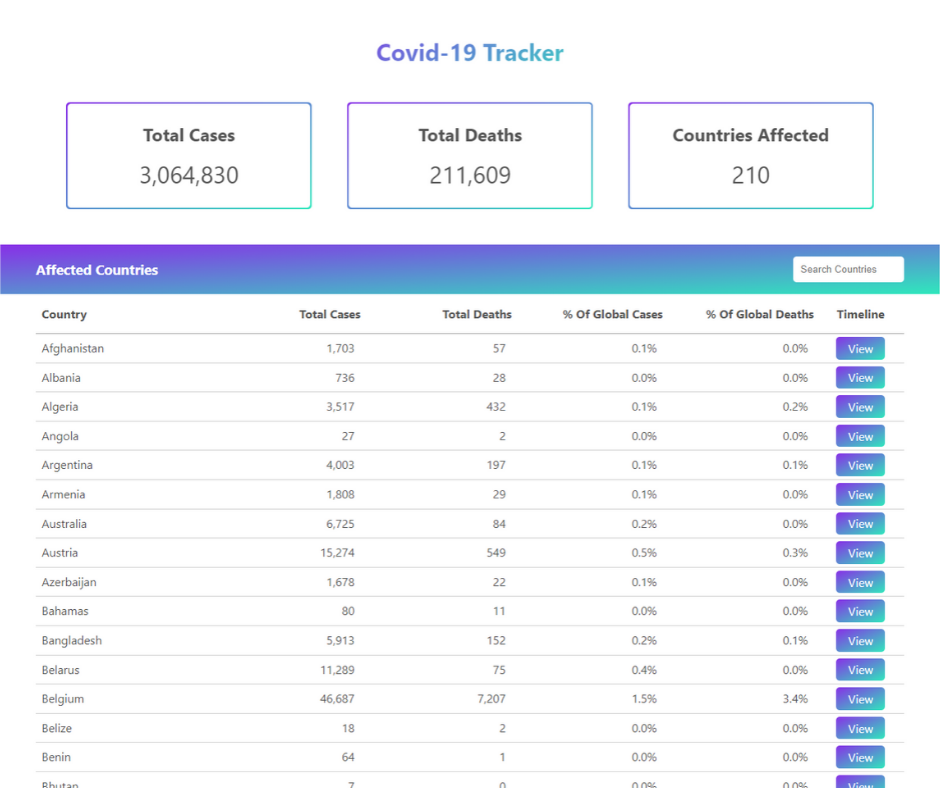 Covid-19 Tracker
Total Cases Total Deaths Countries Affected
3,064,830 211,609 210
Affected Countries Search Countries
Country Total Cases Total Deaths % Of Global Cases % Of Global Deaths Timeline
Afghanistan 1,703 57 0.1% 0.0% View
Albania 736 28 0.0% 0.0% View
Algeria 3,517 432 0.1% 0.2% View
Angola 27 2 0.0% 0.0% View
Argentina 4,003 197 0.1% 0.1% View
Armenia 1,808 29 0.1% 0.0% View
Australia 6,725 84 0.2% 0.0% View
Austria 15,274 549 0.5% 0.3% View
Azerbaijan 1,678 22 0.1% 0.0% View
Bahamas 80 11 0.0% 0.0% View
Bangladesh 5,913 152 0.2% 0.1% View
Belarus 11,289 75 0.4% 0.0% View
Belgium 46,687 7,207 1.5% 3.4% View
Belize 18 2 0.0% 0.0% View
Benin 64 1 0.0% 0.0% View
Bhutan 7 0 0.0% 0.0% View